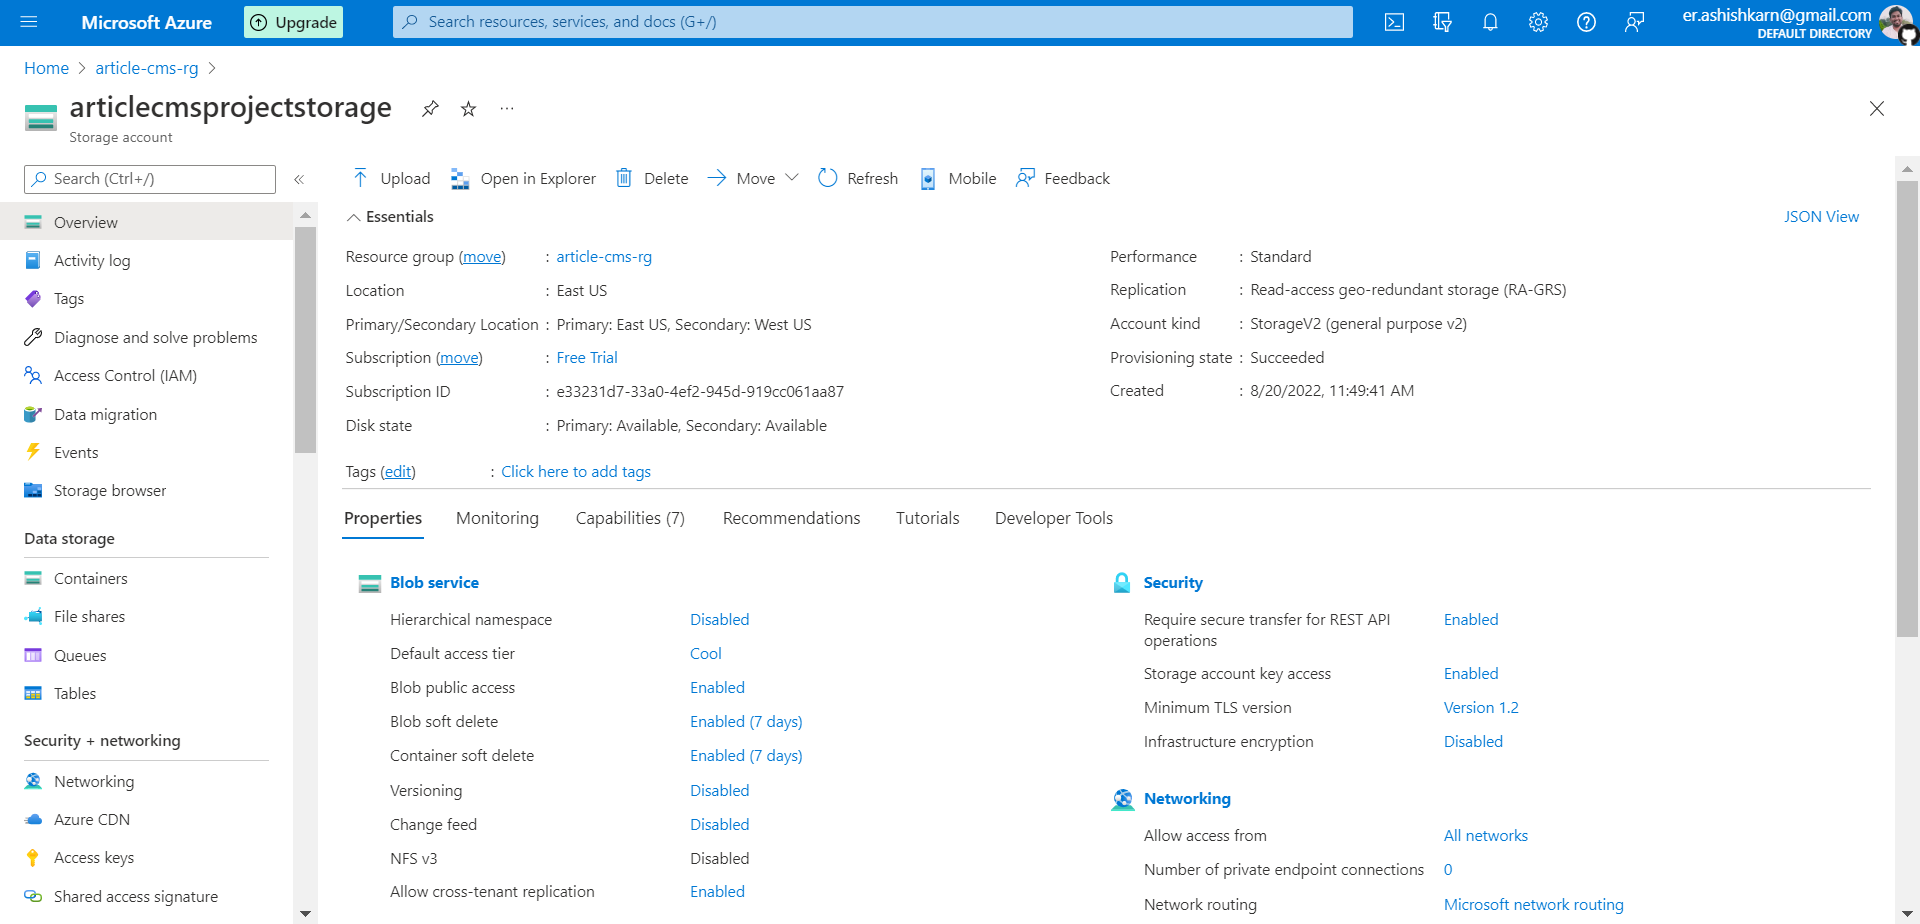 Microsoft Azure
Upgrade
Search resources, services, and docs (G+/)
er.ashishkarn@gmail.com
DEFAULT DIRECTORY
Home > article-cms-rg >
articlecmsprojectstorage
Storage account
Search (Ctrl+/)
Overview
Activity log
Tags
Diagnose and solve problems
Access Control (IAM)
Data migration
Events
Storage browser
Data storage
Containers
File shares
Queues
Tables
Security + networking
Networking
Azure CDN
Access keys
Shared access signature
Upload Open in Explorer Delete Move Refresh Mobile Feedback
Essentials
JSON View
Resource group (move) : article-cms-rg
Location : East US
Primary/Secondary Location : Primary: East US, Secondary: West US
Subscription (move) : Free Trial
Subscription ID : e33231d7-33a0-4ef2-945d-919cc061aa87
Disk state : Primary: Available, Secondary: Available
Performance : Standard
Replication : Read-access geo-redundant storage (RA-GRS)
Account kind : StorageV2 (general purpose v2)
Provisioning state : Succeeded
Created : 8/20/2022, 11:49:41 AM
Tags (edit) : Click here to add tags
Properties Monitoring Capabilities (7) Recommendations Tutorials Developer Tools
Blob service
Hierarchical namespace Disabled
Default access tier Cool
Blob public access Enabled
Blob soft delete Enabled (7 days)
Container soft delete Enabled (7 days)
Versioning Disabled
Change feed Disabled
NFS v3 Disabled
Allow cross-tenant replication Enabled
Security
Require secure transfer for REST API Enabled
operations
Storage account key access Enabled
Minimum TLS version Version 1.2
Infrastructure encryption Disabled
Networking
Allow access from All networks
Number of private endpoint connections 0
Network routing Microsoft network routing